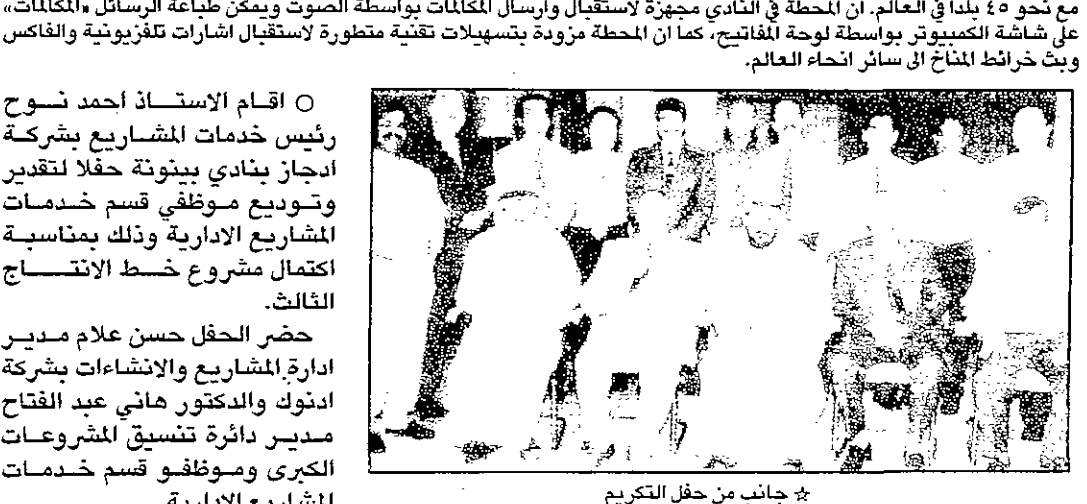 مع نحو ٤٥ بلدا في العالم. ان المحطة في النادي مجهزة لاستقبال وارسال المكالمات بواسطة الصوت ويمكن طباعة الرسائل «المكالمات»
على شاشة الكمبيوتر بواسطة لوحة المفاتيح، كما ان المحطة مزودة بتسهيلات تقنية متطورة لاستقبال اشارات تلفزيونية والفاكس
وبث خرائط المناخ الى سائر انحاء العالم.
○ اقام الاستاذ احمد نوح
رئيس خدمات المشاريع بشركة
ادجاز بنادي بينونة حفلا لتقدير
وتوديع موظفي قسم خدمات
المشاريع الادارية وذلك بمناسبة
اكتمال مشروع خط الانتاج
الثالث.
حضر الحفل حسن علام مدير
ادارة المشاريع والانشاءات بشركة
ادنوك والدكتور هاني عبد الفتاح
مدير دائرة تنسيق المشروعات
الكبرى وموظفو قسم خدمات
المشاريع الادارية
☆ جانب من حفل التكريم